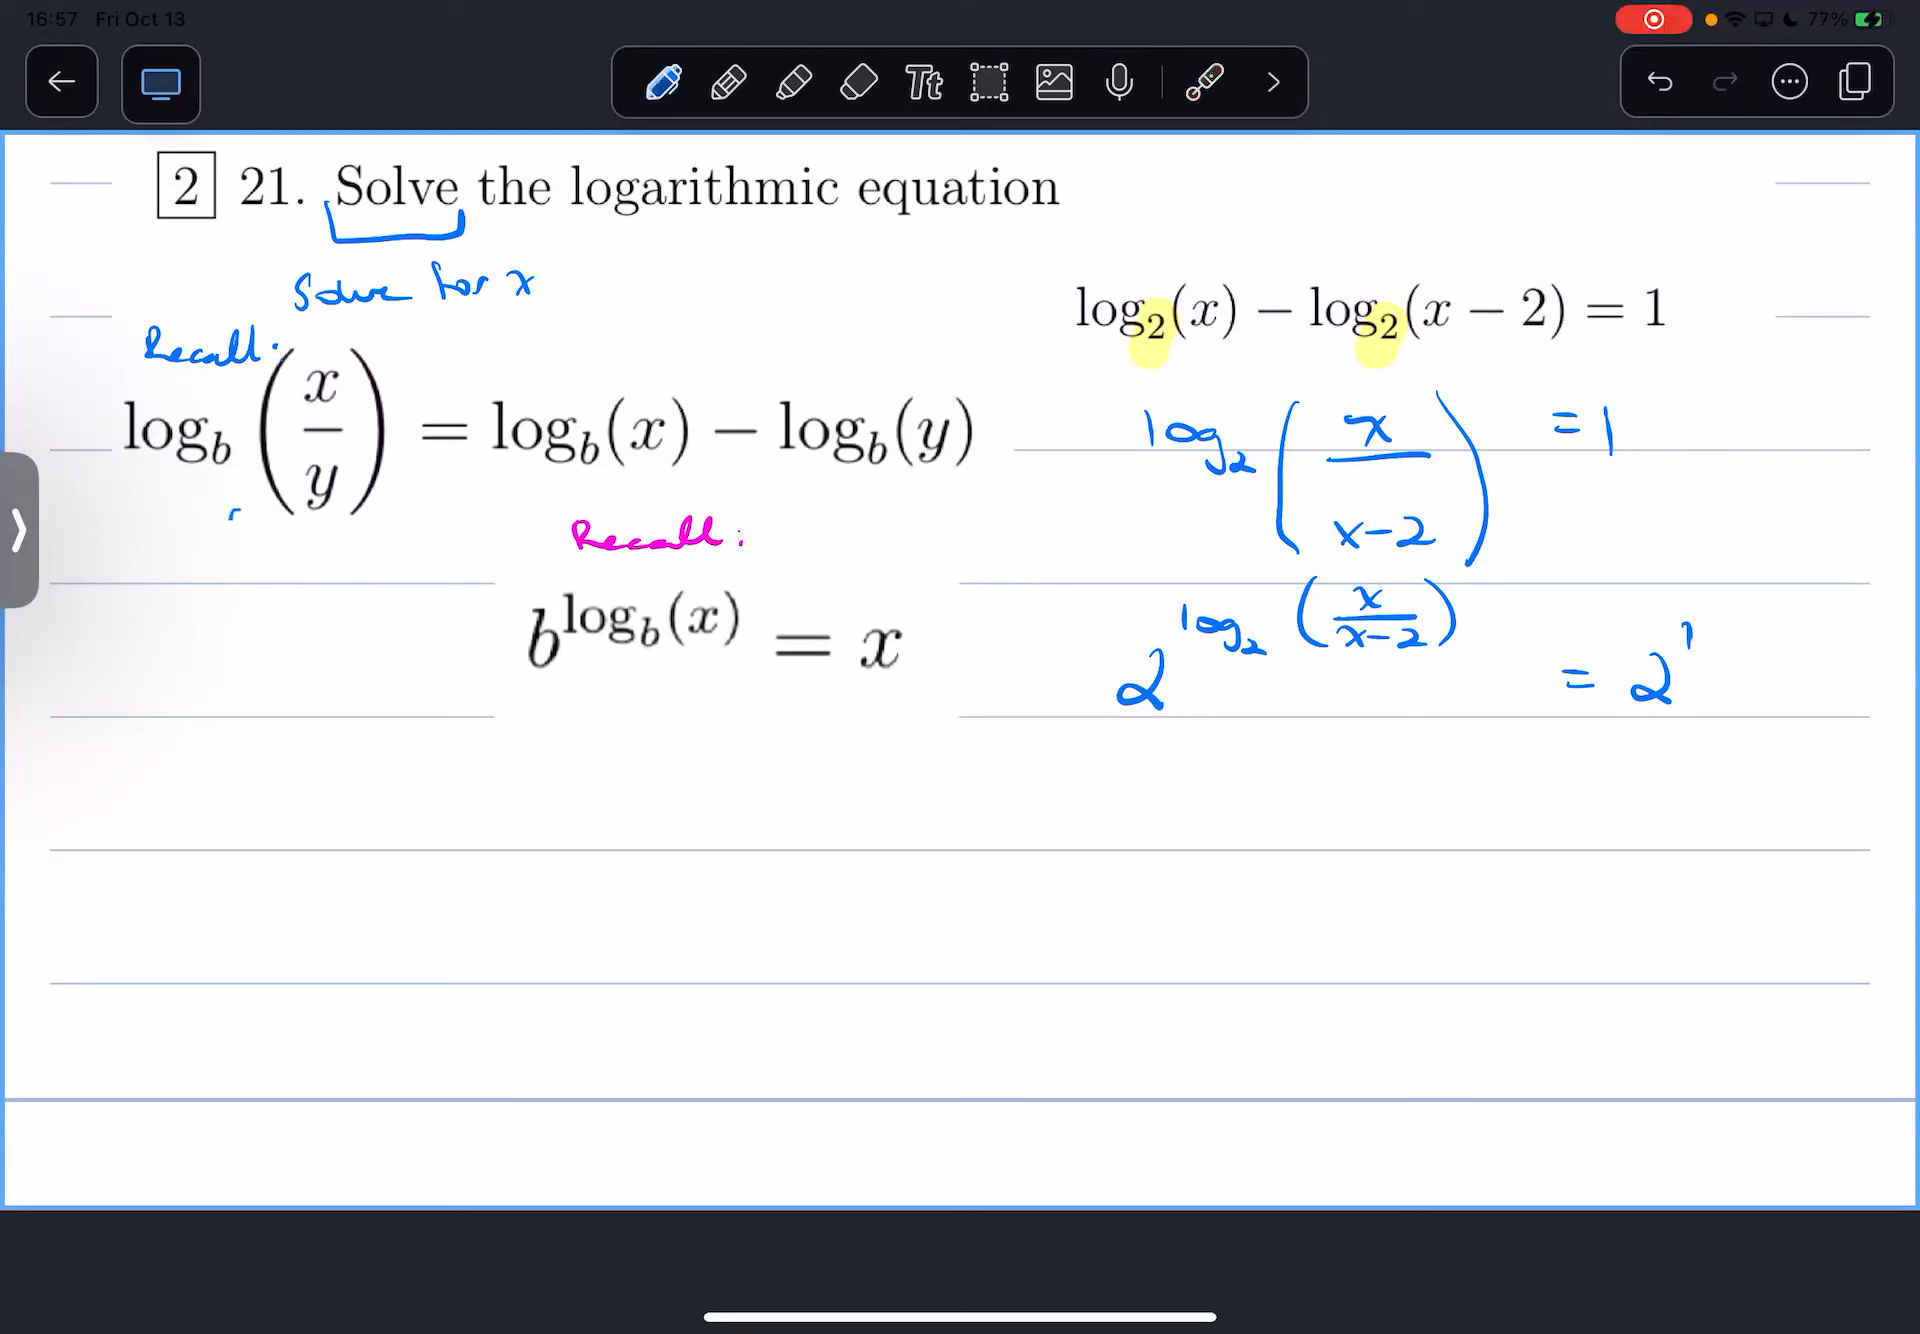 16:57 Fri Oct 13
77%
Tt
2 21. Solve the logarithmic equation
Solve for x
log₂(x) − log₂(x − 2) = 1
Recall:
log_b (x/y) = log_b(x) − log_b(y)
log₂ (x/(x-2)) = 1
Recall:
b^(log_b(x)) = x
2^(log₂(x/(x-2))) = 2¹